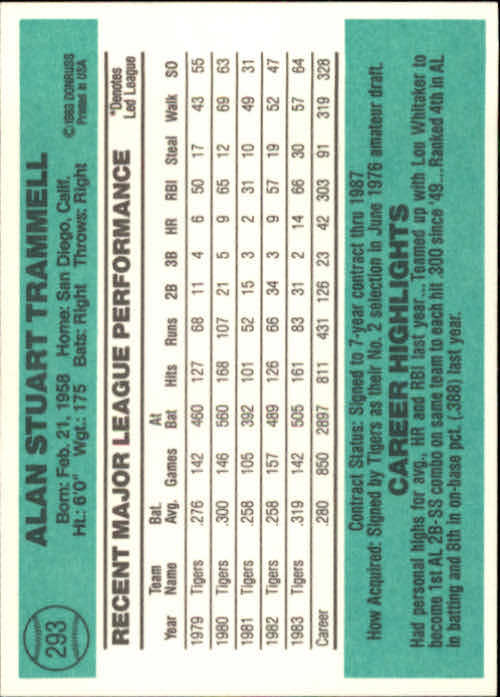 293
ALAN STUART TRAMMELL
Born: Feb. 21, 1958 Home: San Diego, Calif.
Ht.: 6'0" Wgt.: 175 Bats: Right Throws: Right
© 1983 DONRUSS
Printed in USA
RECENT MAJOR LEAGUE PERFORMANCE
*Denotes
Led League
Year Team Name Bat. Avg. Games At Bat Hits Runs 2B 3B HR RBI Steal Walk SO
1979 Tigers .276 142 460 127 68 11 4 6 50 17 43 55
1980 Tigers .300 146 560 168 107 21 5 9 65 12 69 63
1981 Tigers .258 105 392 101 52 15 3 2 31 10 49 31
1982 Tigers .258 157 489 126 66 34 3 9 57 19 52 47
1983 Tigers .319 142 505 161 83 31 2 14 66 30 57 64
Career .280 850 2897 811 431 126 23 42 303 91 319 328
Contract Status: Signed to 7-year contract thru 1987
How Acquired: Signed by Tigers as their No. 2 selection in June 1976 amateur draft.
CAREER HIGHLIGHTS
Had personal highs for avg., HR and RBI last year...Teamed up with Lou Whitaker to
become 1st AL 2B-SS combo on same team to each hit .300 since '49...Ranked 4th in AL
in batting and 8th in on-base pct. (.388) last year.